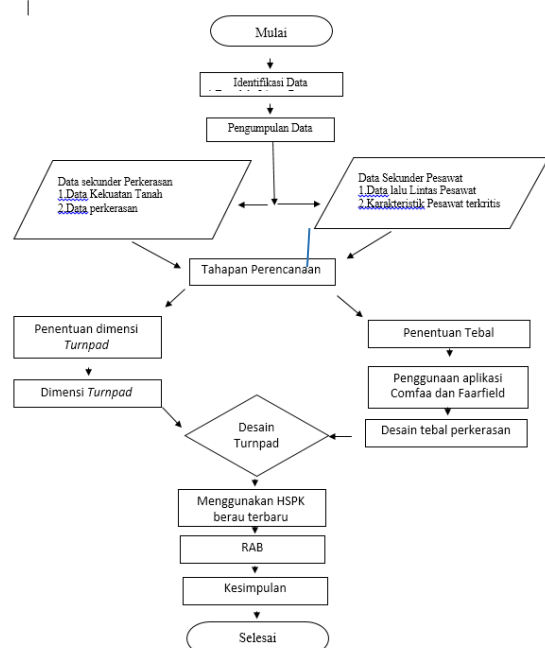 Mulai
Identifikasi Data
Pengumpulan Data
Data sekunder Perkerasan
1.Data Kekuatan Tanah
2.Data perkerasan
Data Sekunder Pesawat
1.Data lalu Lintas Pesawat
2.Karakteristik Pesawat terkritis
Tahapan Perencanaan
Penentuan dimensi
Turnpad
Dimensi Turnpad
Penentuan Tebal
Penggunaan aplikasi
Comfaa dan Faarfield
Desain tebal perkerasan
Desain
Turnpad
Menggunakan HSPK
berau terbaru
RAB
Kesimpulan
Selesai